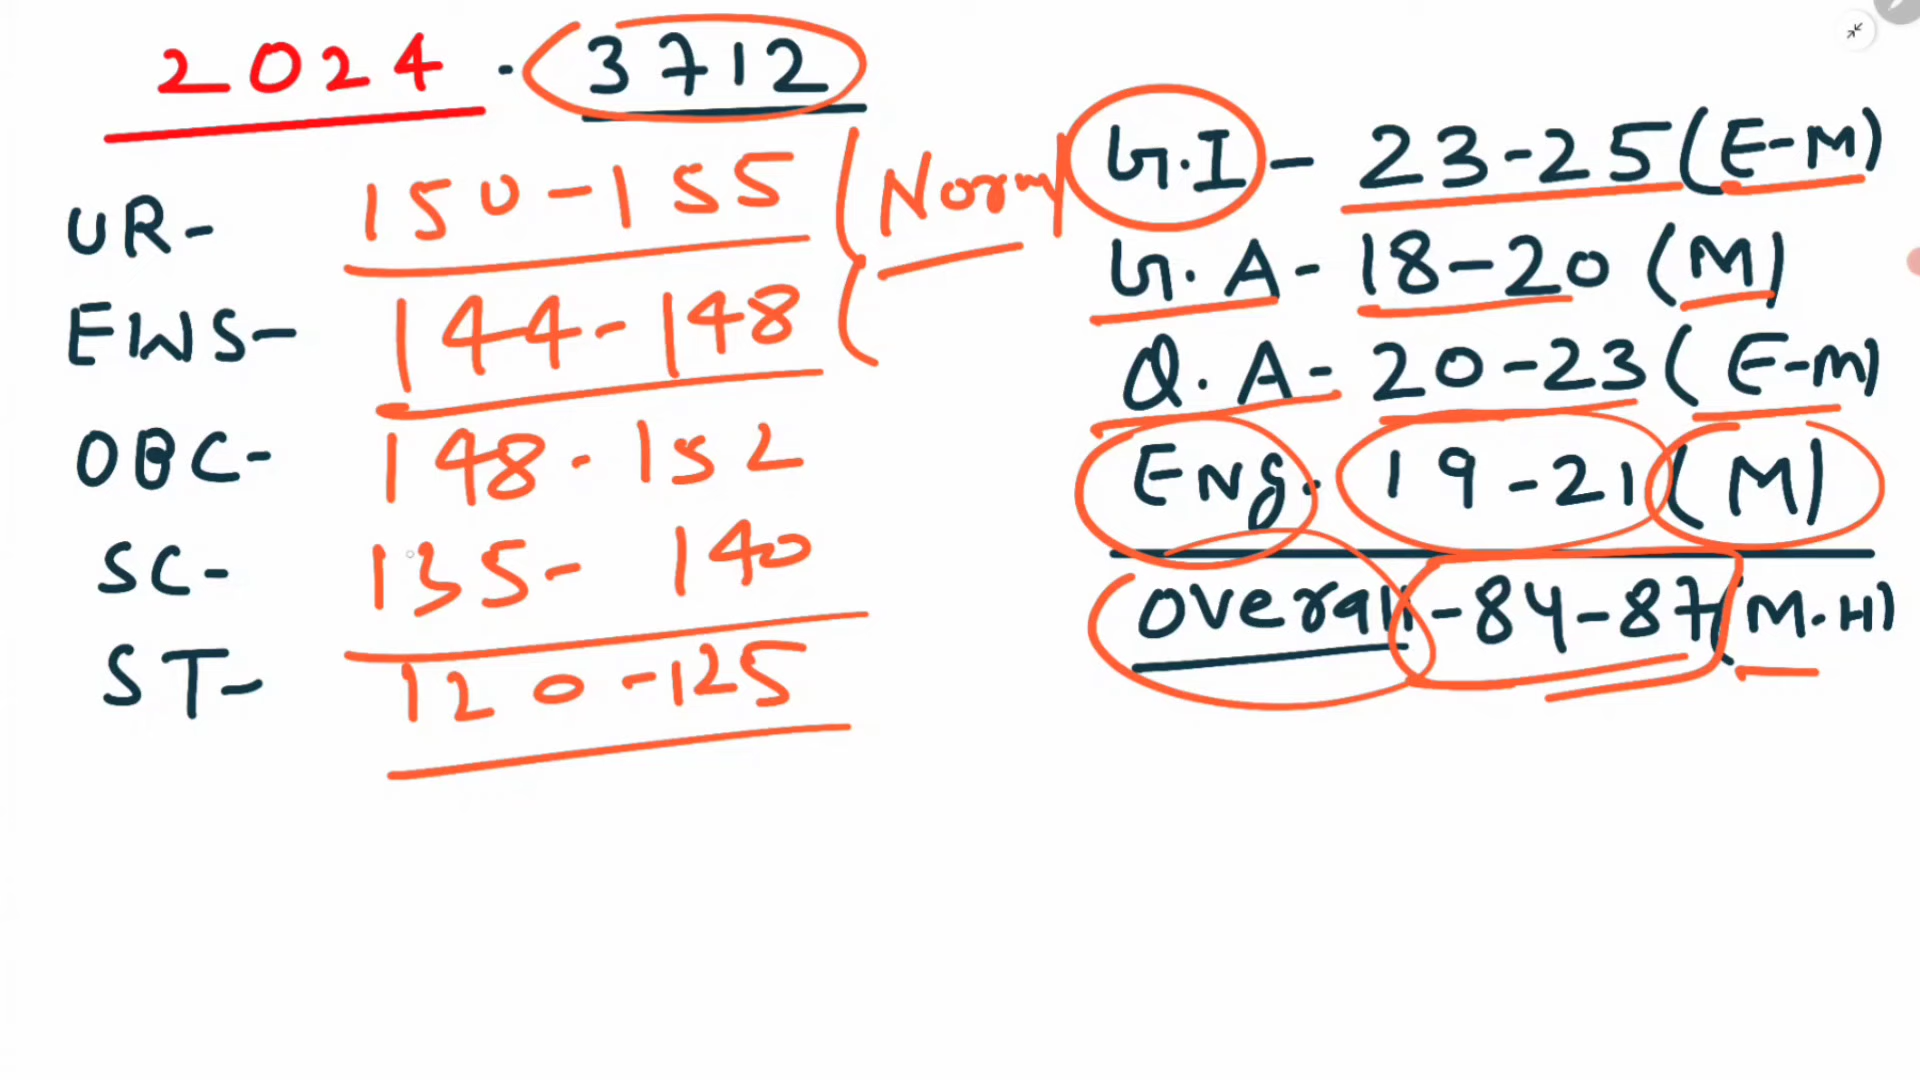 2024 - 3712
UR- 150-155
EWS- 144-148
OBC- 148-152
SC- 135- 140
ST- 120-125
Norm
G.I - 23-25 (E-M)
G.A- 18-20 (M)
Q.A- 20-23 (E-M)
Eng- 19-21 (M)
Overall-84-87 (M-H)